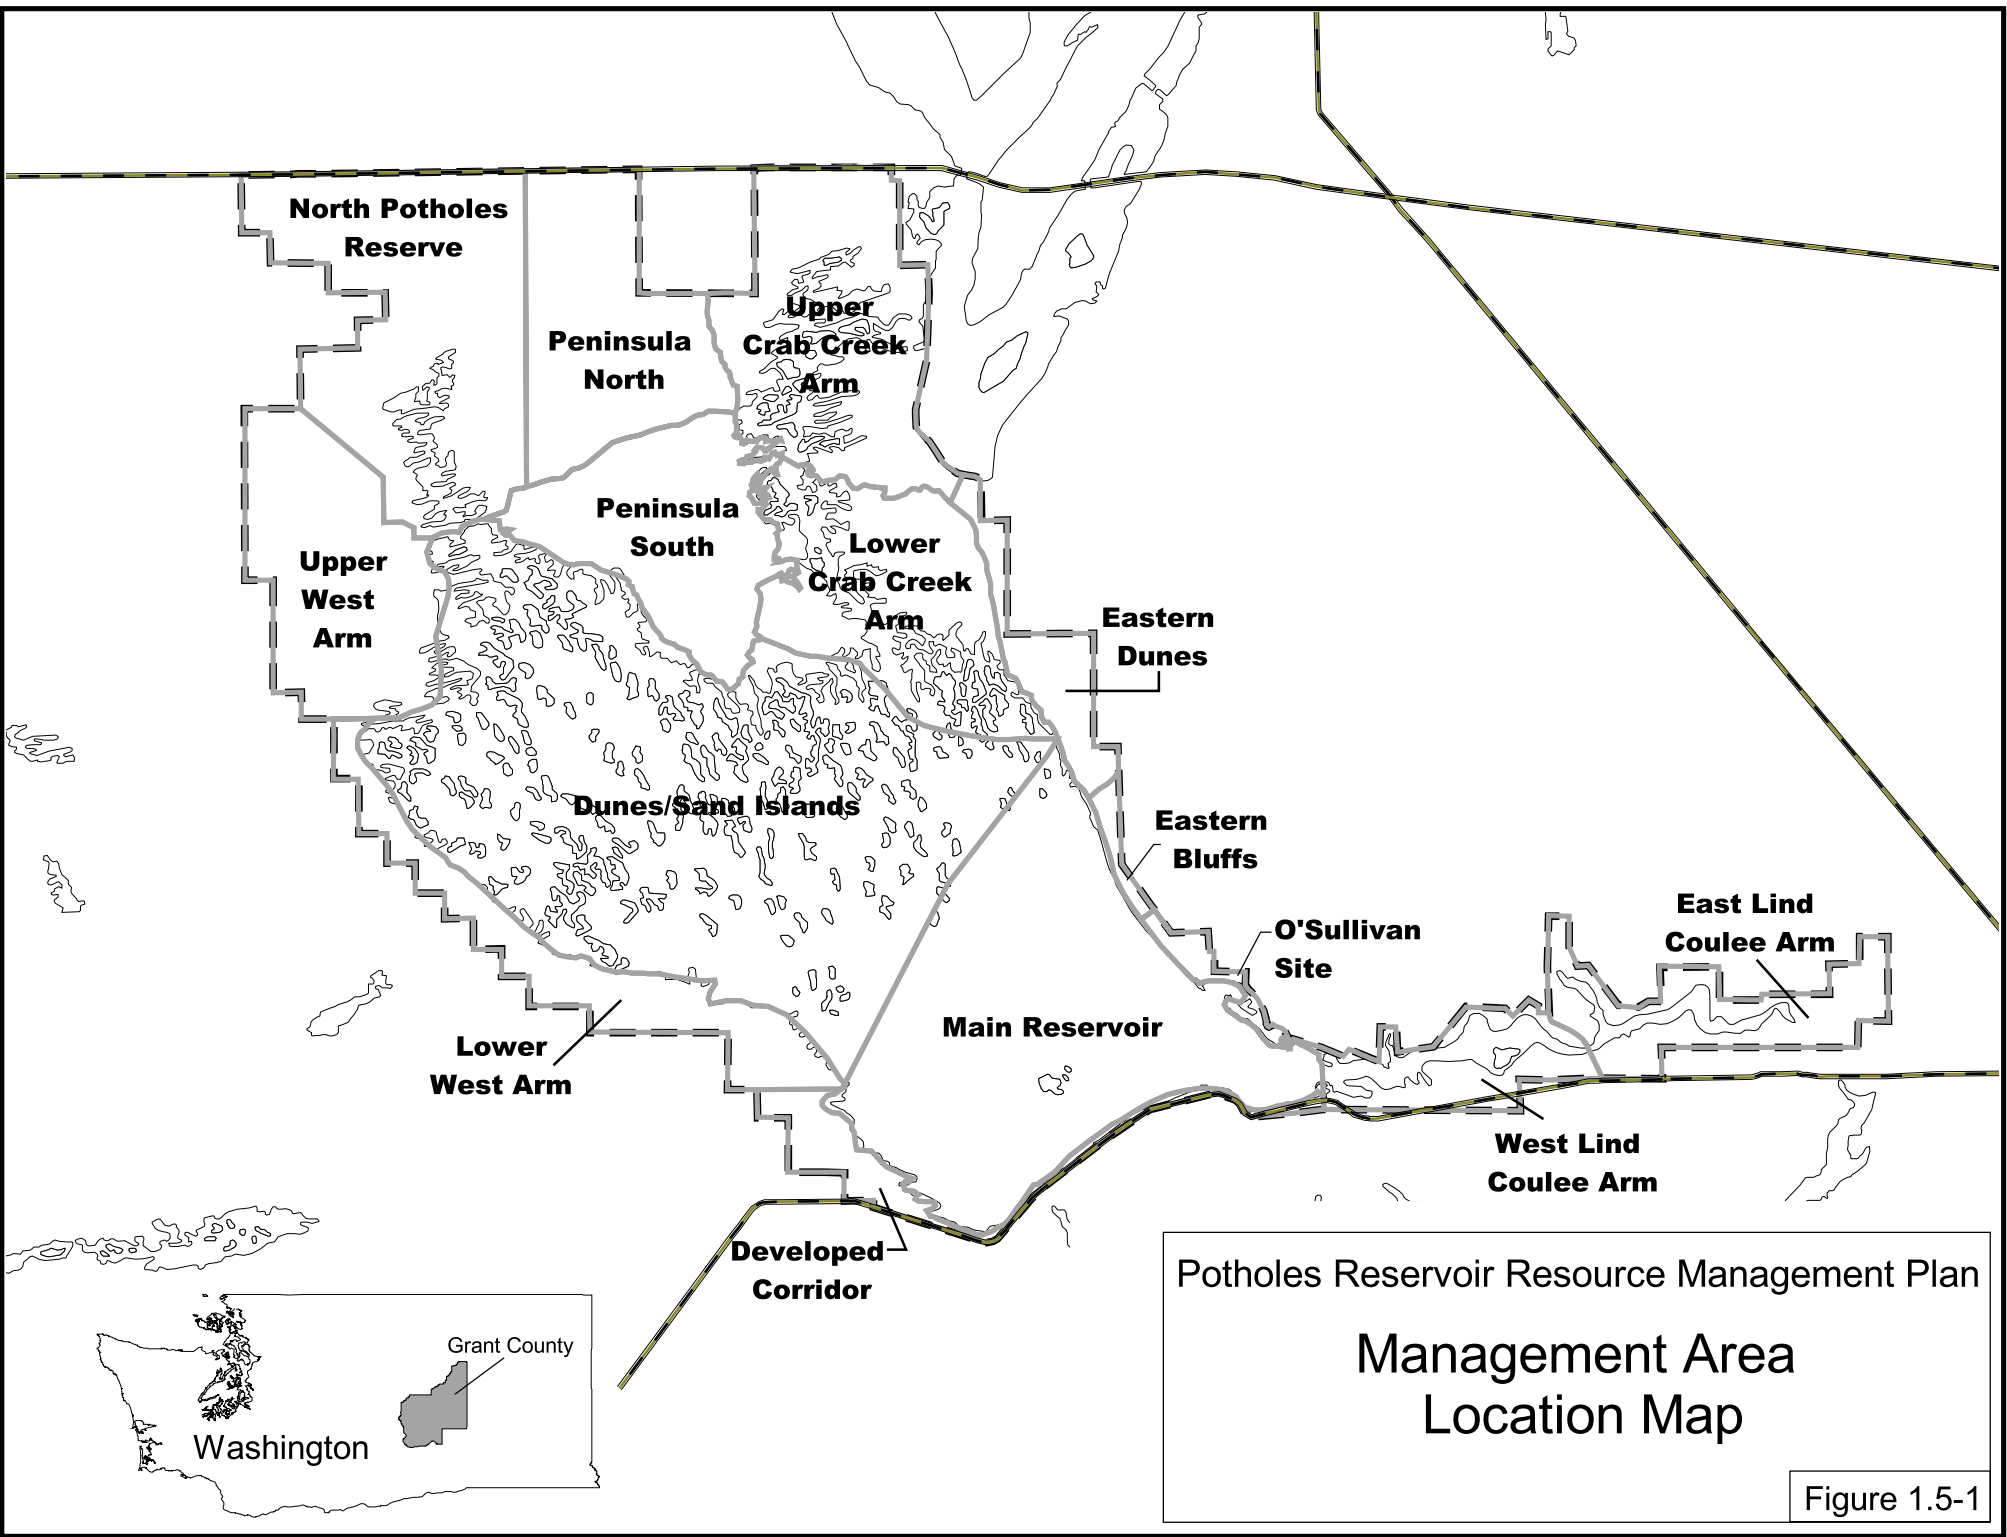 North Potholes
Reserve
Peninsula
North
Upper
Crab Creek
Arm
Peninsula
South
Upper
West
Arm
Lower
Crab Creek
Arm
Eastern
Dunes
Dunes/Sand Islands
Eastern
Bluffs
O'Sullivan
Site
East Lind
Coulee Arm
Main Reservoir
Lower
West Arm
West Lind
Coulee Arm
Developed
Corridor
Grant County
Washington
Potholes Reservoir Resource Management Plan
Management Area
Location Map
Figure 1.5-1